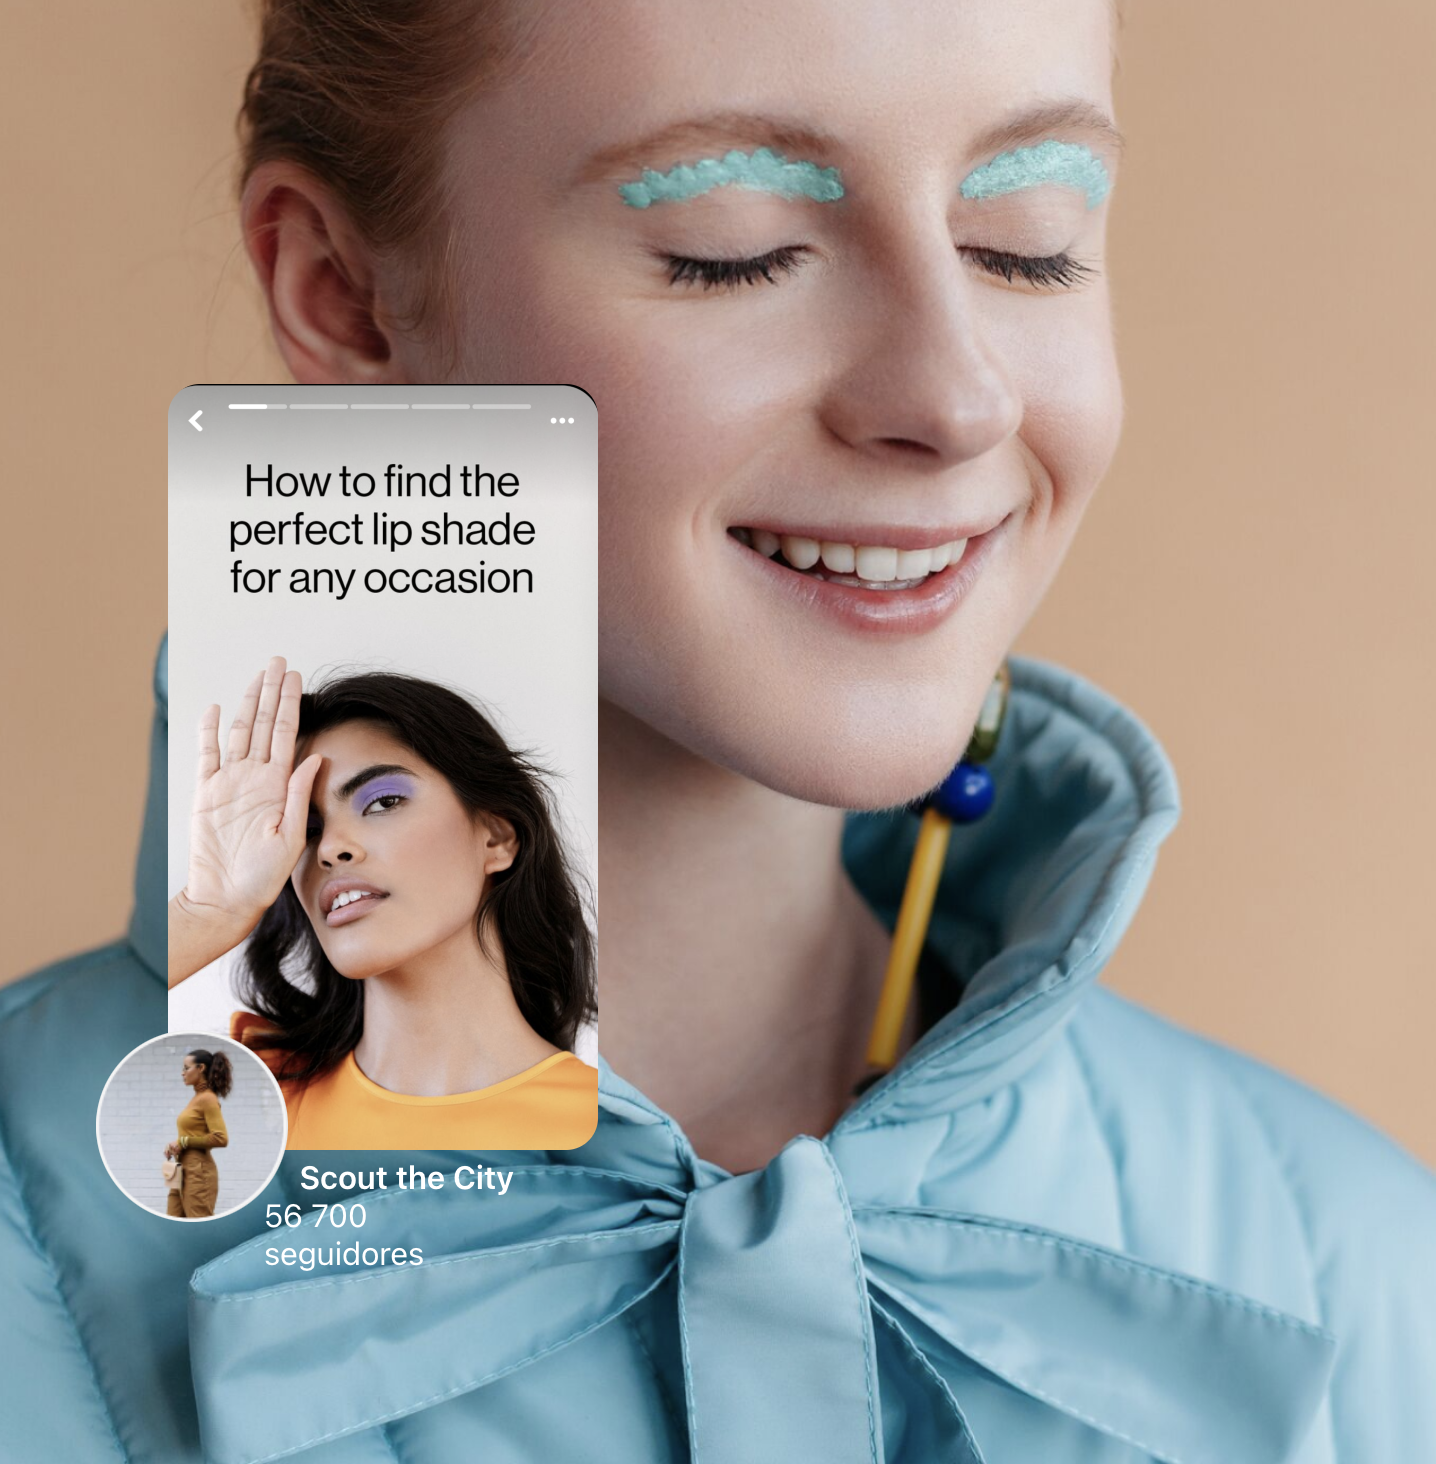 How to find the
perfect lip shade
for any occasion
Scout the City
56 700
seguidores